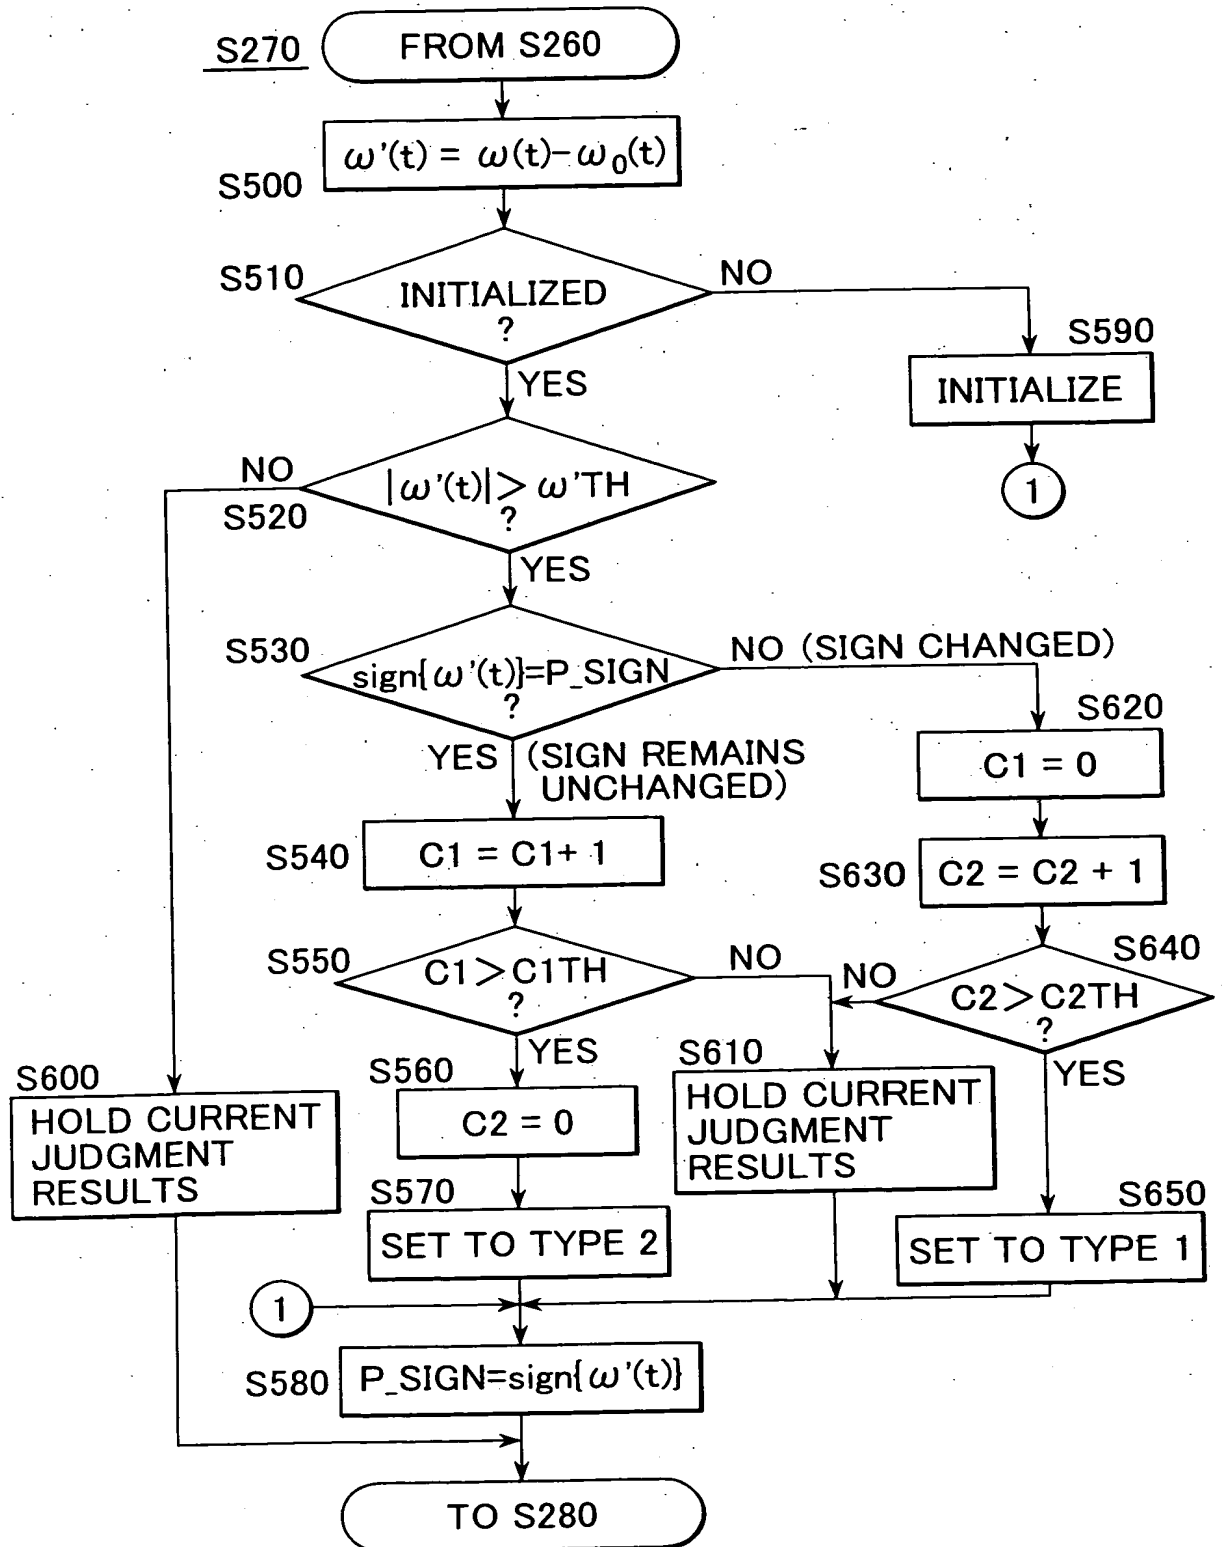 S270
FROM S260
ω'(t) = ω(t)-ω₀(t)
S500
S510
INITIALIZED
?
NO
YES
S590
INITIALIZE
1
NO
S520
|ω'(t)|> ω'TH
?
YES
S530
sign{ω'(t)}=P_SIGN
?
NO (SIGN CHANGED)
YES (SIGN REMAINS
UNCHANGED)
S620
C1 = 0
S540
C1 = C1+ 1
S630
C2 = C2 + 1
S550
C1>C1TH
?
NO
YES
S640
C2>C2TH
?
NO
YES
S600
HOLD CURRENT
JUDGMENT
RESULTS
S560
C2 = 0
S610
HOLD CURRENT
JUDGMENT
RESULTS
S570
SET TO TYPE 2
S650
SET TO TYPE 1
1
S580
P_SIGN=sign{ω'(t)}
TO S280